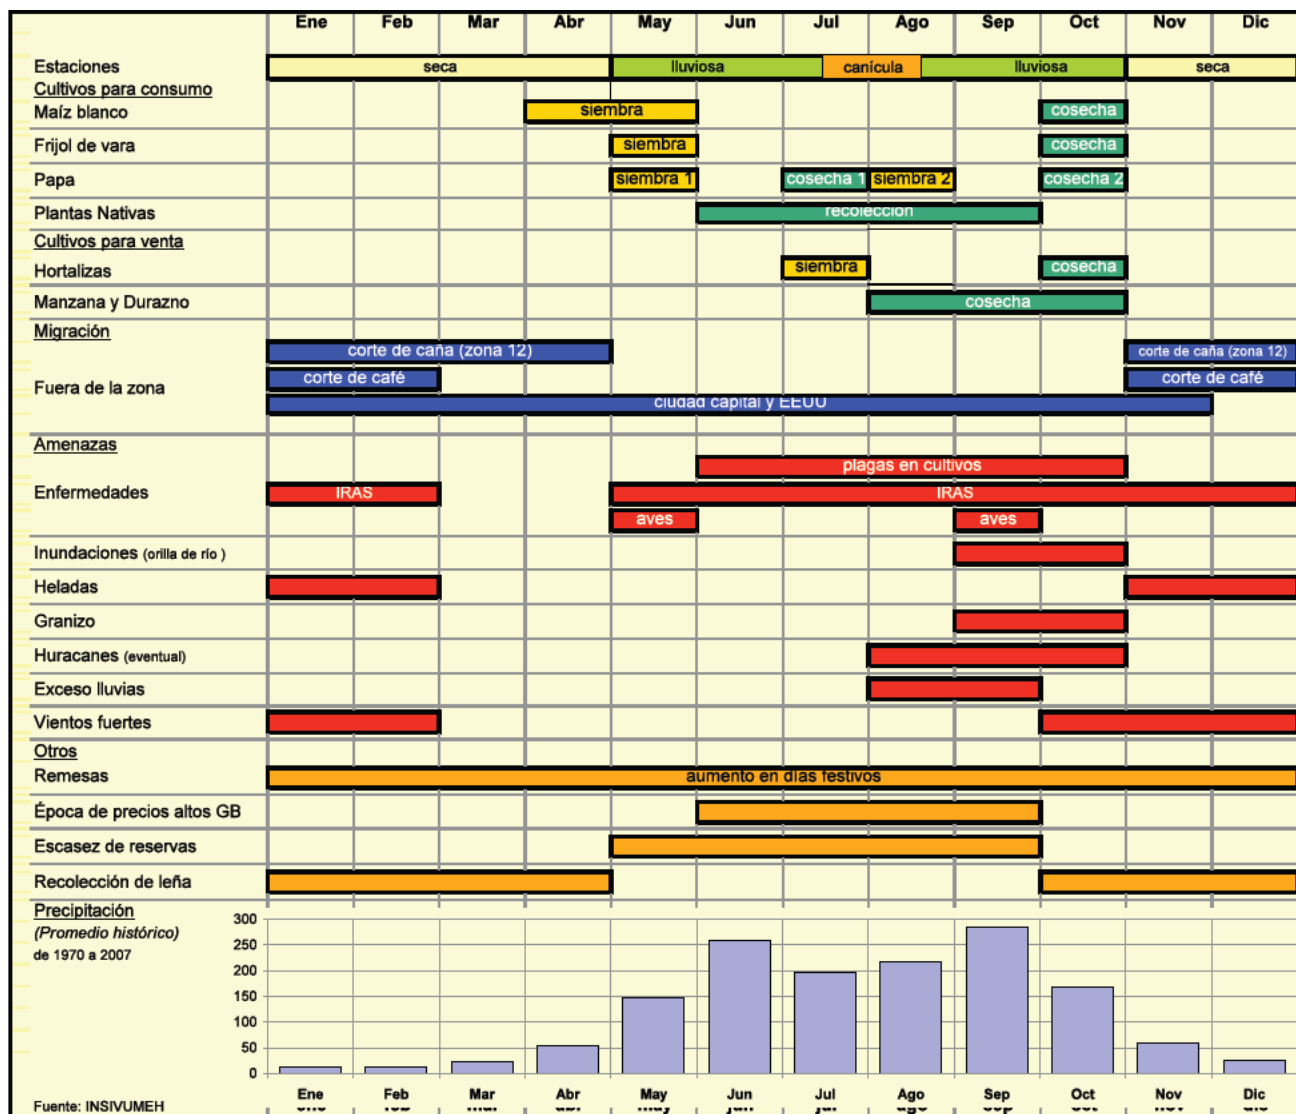 Ene Feb Mar Abr May Jun Jul Ago Sep Oct Nov Dic
Estaciones seca lluviosa canícula lluviosa seca
Cultivos para consumo
Maíz blanco siembra cosecha
Frijol de vara siembra cosecha
Papa siembra 1 cosecha 1 siembra 2 cosecha 2
Plantas Nativas recolección
Cultivos para venta
Hortalizas siembra cosecha
Manzana y Durazno cosecha
Migración
corte de caña (zona 12) corte de caña (zona 12)
Fuera de la zona corte de café corte de café
ciudad capital y EEUU
Amenazas
plagas en cultivos
Enfermedades IRAS IRAS
aves aves
Inundaciones (orilla de río )
Heladas
Granizo
Huracanes (eventual)
Exceso lluvias
Vientos fuertes
Otros
Remesas aumento en días festivos
Época de precios altos GB
Escasez de reservas
Recolección de leña
Precipitación
(Promedio histórico)
de 1970 a 2007
300
250
200
150
100
50
0
Ene Feb Mar Abr May Jun Jul Ago Sep Oct Nov Dic
Fuente: INSIVUMEH